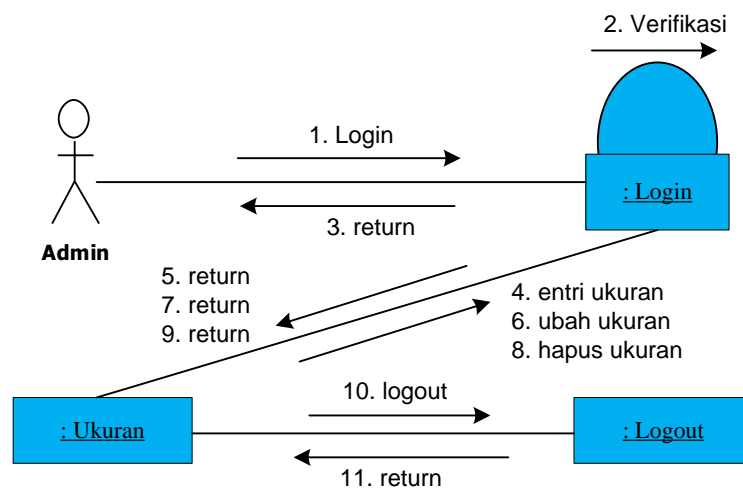 2. Verifikasi
1. Login
: Login
3. return
Admin
5. return
7. return
9. return
4. entri ukuran
6. ubah ukuran
8. hapus ukuran
10. logout
: Ukuran
: Logout
11. return